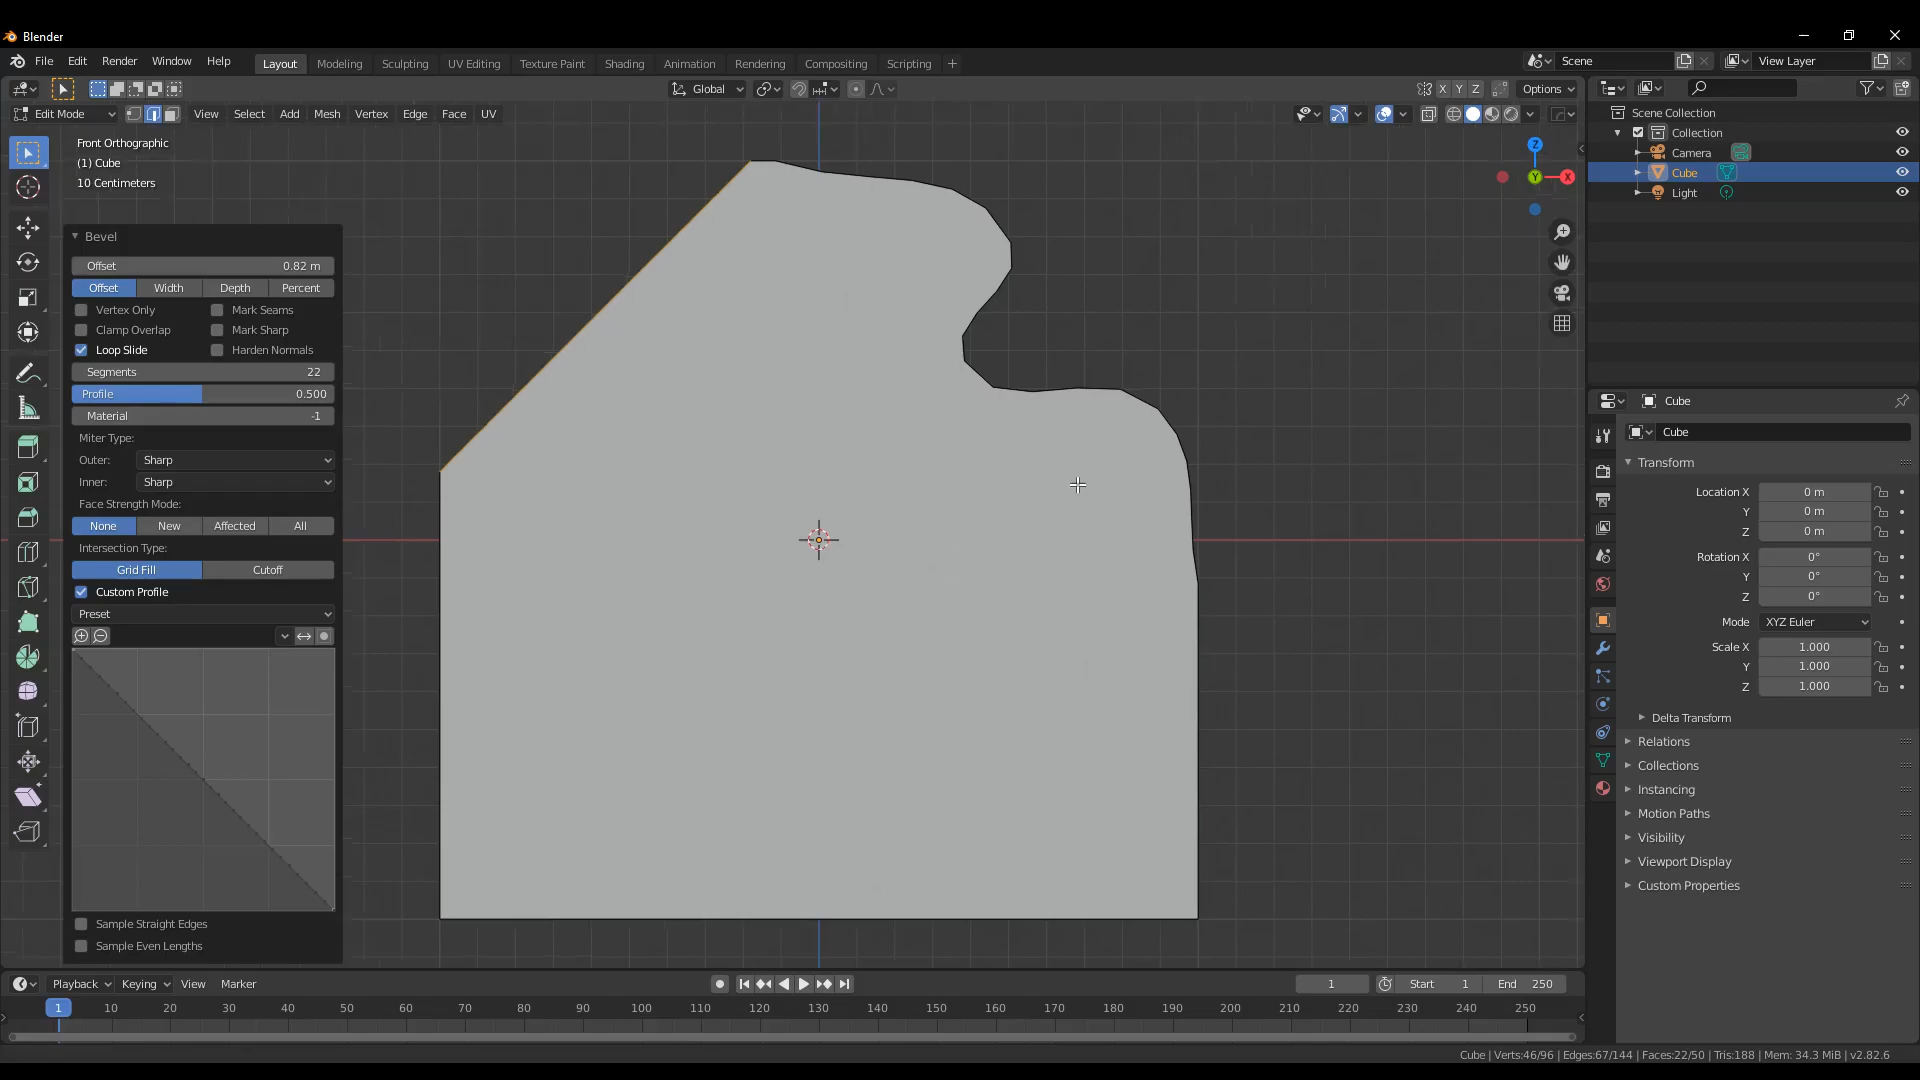 Blender
File Edit Render Window Help Layout Modeling Sculpting UV Editing Texture Paint Shading Animation Rendering Compositing Scripting + Scene View Layer
Global X Y Z Options
Edit Mode View Select Add Mesh Vertex Edge Face UV
Front Orthographic
(1) Cube
10 Centimeters
Z
X
Y
Bevel
Offset 0.82 m
Offset Width Depth Percent
Vertex Only Mark Seams
Clamp Overlap Mark Sharp
Loop Slide Harden Normals
Segments 22
Profile 0.500
Material -1
Miter Type:
Outer: Sharp
Inner: Sharp
Face Strength Mode:
None New Affected All
Intersection Type:
Grid Fill Cutoff
Custom Profile
Preset
Sample Straight Edges
Sample Even Lengths
Scene Collection
Collection
Camera
Cube
Light
Cube
Cube
Transform
Location X 0 m
Y 0 m
Z 0 m
Rotation X 0°
Y 0°
Z 0°
Mode XYZ Euler
Scale X 1.000
Y 1.000
Z 1.000
Delta Transform
Relations
Collections
Instancing
Motion Paths
Visibility
Viewport Display
Custom Properties
Playback Keying View Marker 1 Start 1 End 250
1 10 20 30 40 50 60 70 80 90 100 110 120 130 140 150 160 170 180 190 200 210 220 230 240 250
Cube | Verts:46/96 | Edges:67/144 | Faces:22/50 | Tris:188 | Mem: 34.3 MiB | v2.82.6